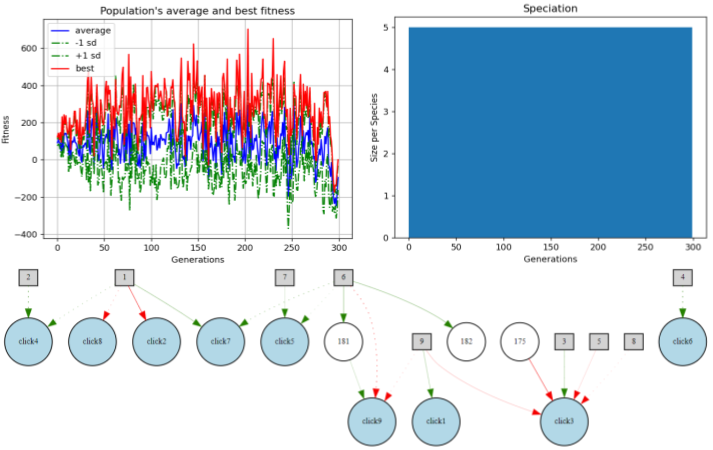 Population's average and best fitness
average
-1 sd
+1 sd
best
Fitness
600
400
200
0
−200
−400
0
50
100
150
200
250
300
Generations
Speciation
Size per Species
5
4
3
2
1
0
0
50
100
150
200
250
300
Generations
2
1
7
6
4
click4
click8
click2
click7
click5
181
9
182
175
3
5
8
click6
click9
click1
click3